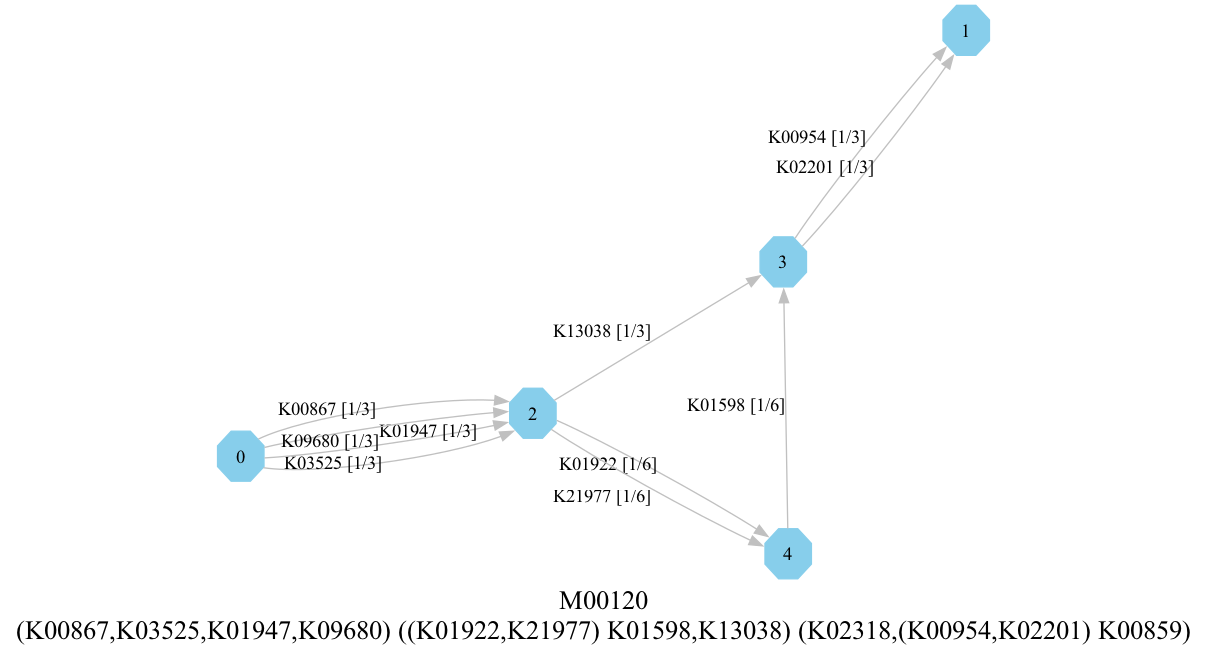 1
K00954 [1/3]
K02201 [1/3]
3
K13038 [1/3]
K01598 [1/6]
K00867 [1/3]
2
K01947 [1/3]
K09680 [1/3]
0
K03525 [1/3]
K01922 [1/6]
K21977 [1/6]
4
M00120
(K00867,K03525,K01947,K09680) ((K01922,K21977) K01598,K13038) (K02318,(K00954,K02201) K00859)